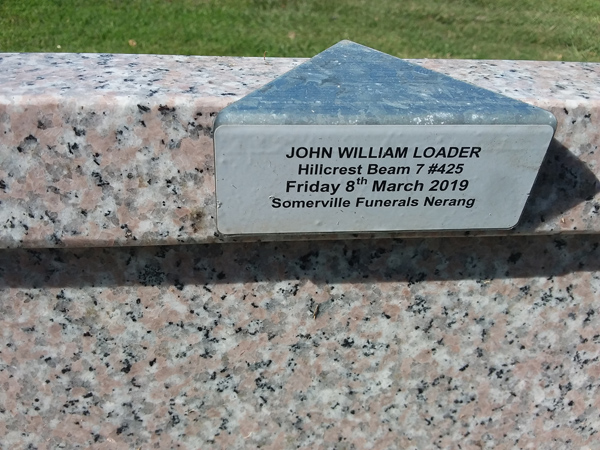 JOHN WILLIAM LOADER
Hillcrest Beam 7 #425
Friday 8th March 2019
Somerville Funerals Nerang